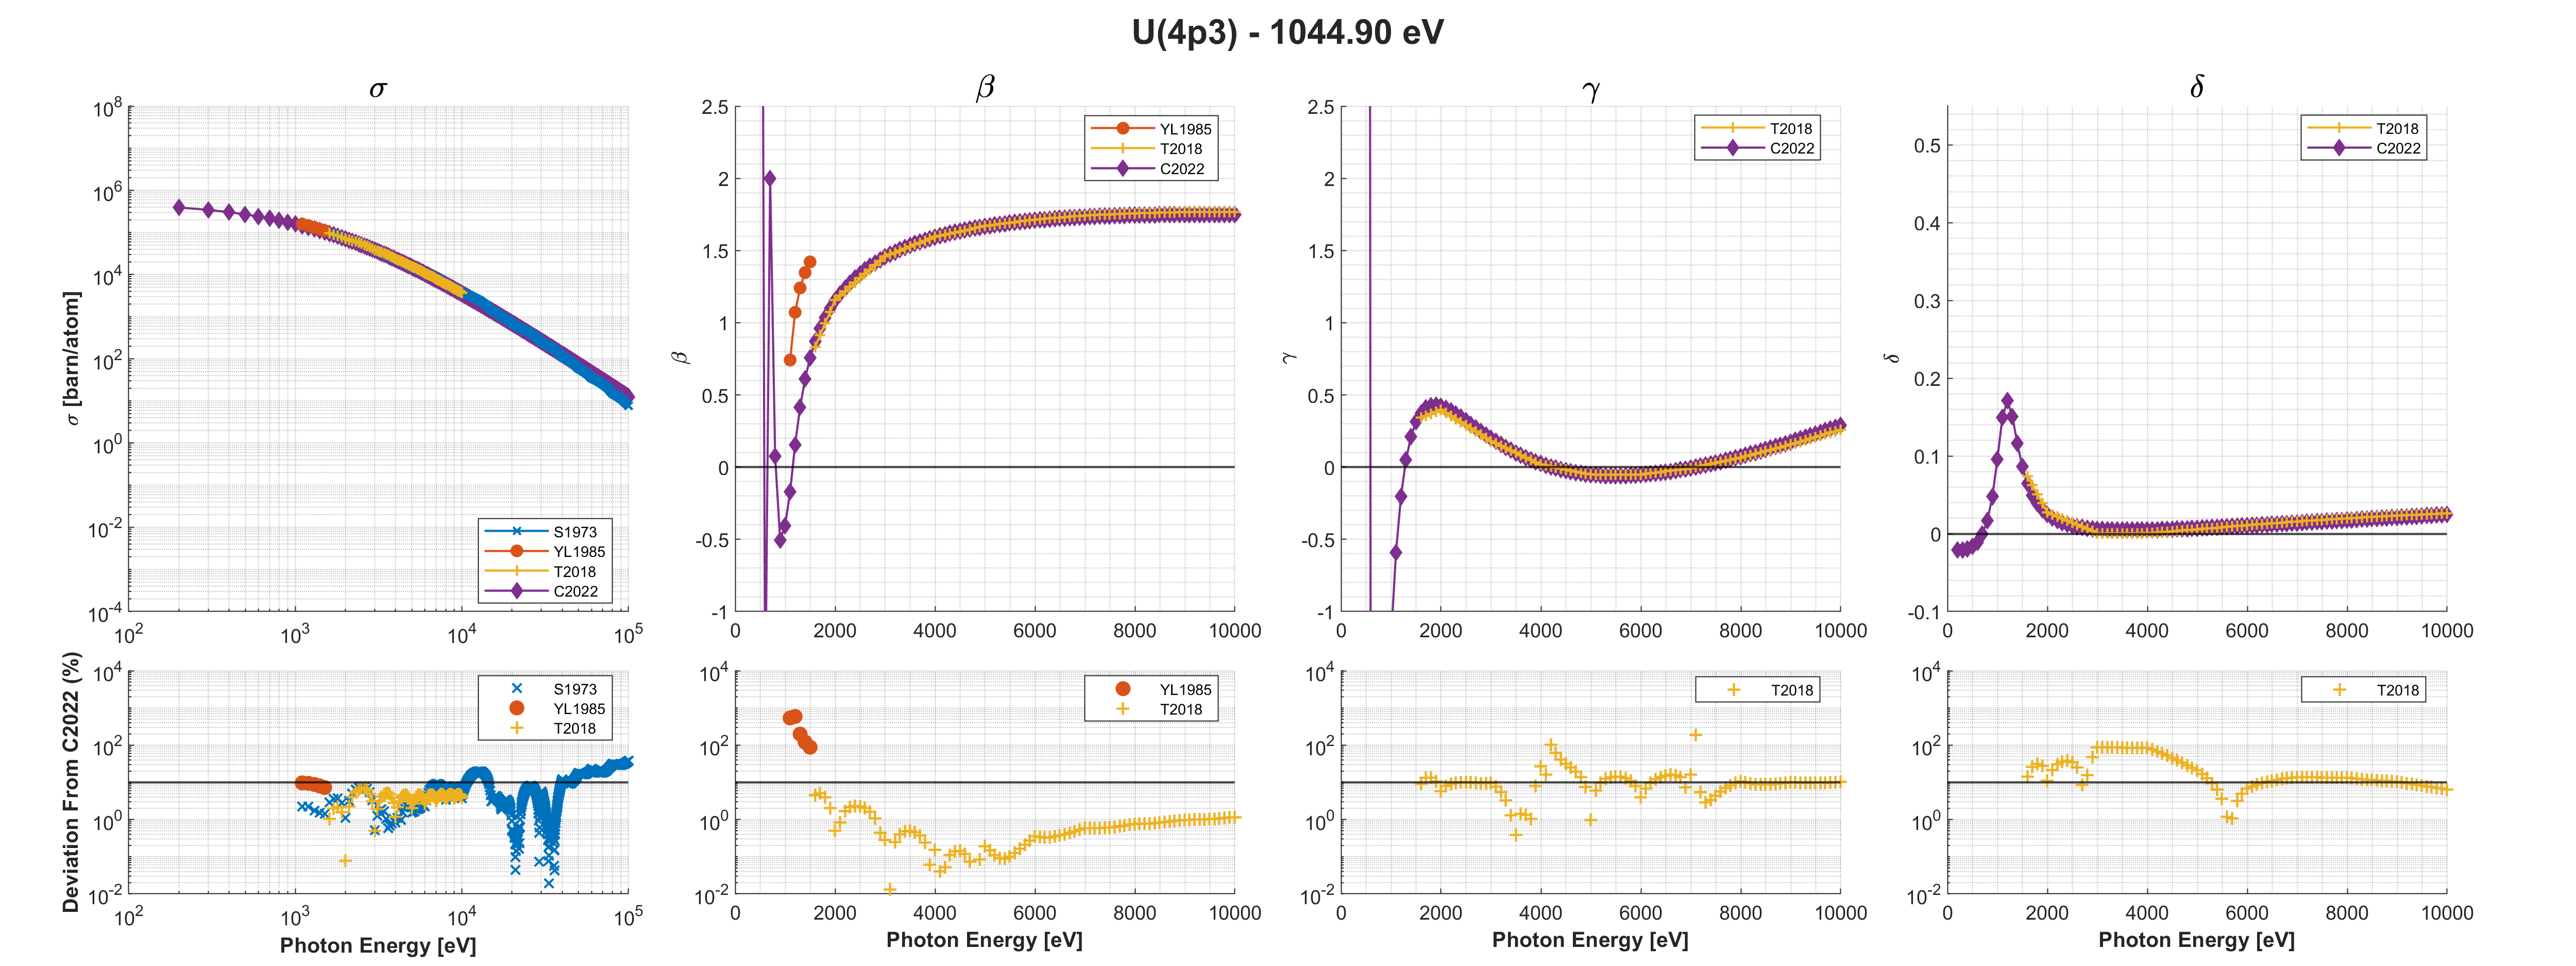 U(4p3) - 1044.90 eV
σ
σ [barn/atom]
10^8
10^6
10^4
10^2
10^0
10^-2
10^-4
10^2
10^3
10^4
10^5
S1973
YL1985
T2018
C2022
β
β
2.5
2
1.5
1
0.5
0
-0.5
-1
0
2000
4000
6000
8000
10000
YL1985
T2018
C2022
γ
γ
2.5
2
1.5
1
0.5
0
-0.5
-1
0
2000
4000
6000
8000
10000
T2018
C2022
δ
δ
0.5
0.4
0.3
0.2
0.1
0
-0.1
0
2000
4000
6000
8000
10000
T2018
C2022
Deviation From C2022 (%)
10^4
10^2
10^0
10^-2
10^2
10^3
10^4
10^5
Photon Energy [eV]
S1973
YL1985
T2018
10^4
10^2
10^0
10^-2
0
2000
4000
6000
8000
10000
Photon Energy [eV]
YL1985
T2018
10^4
10^2
10^0
10^-2
0
2000
4000
6000
8000
10000
Photon Energy [eV]
T2018
10^4
10^2
10^0
10^-2
0
2000
4000
6000
8000
10000
Photon Energy [eV]
T2018